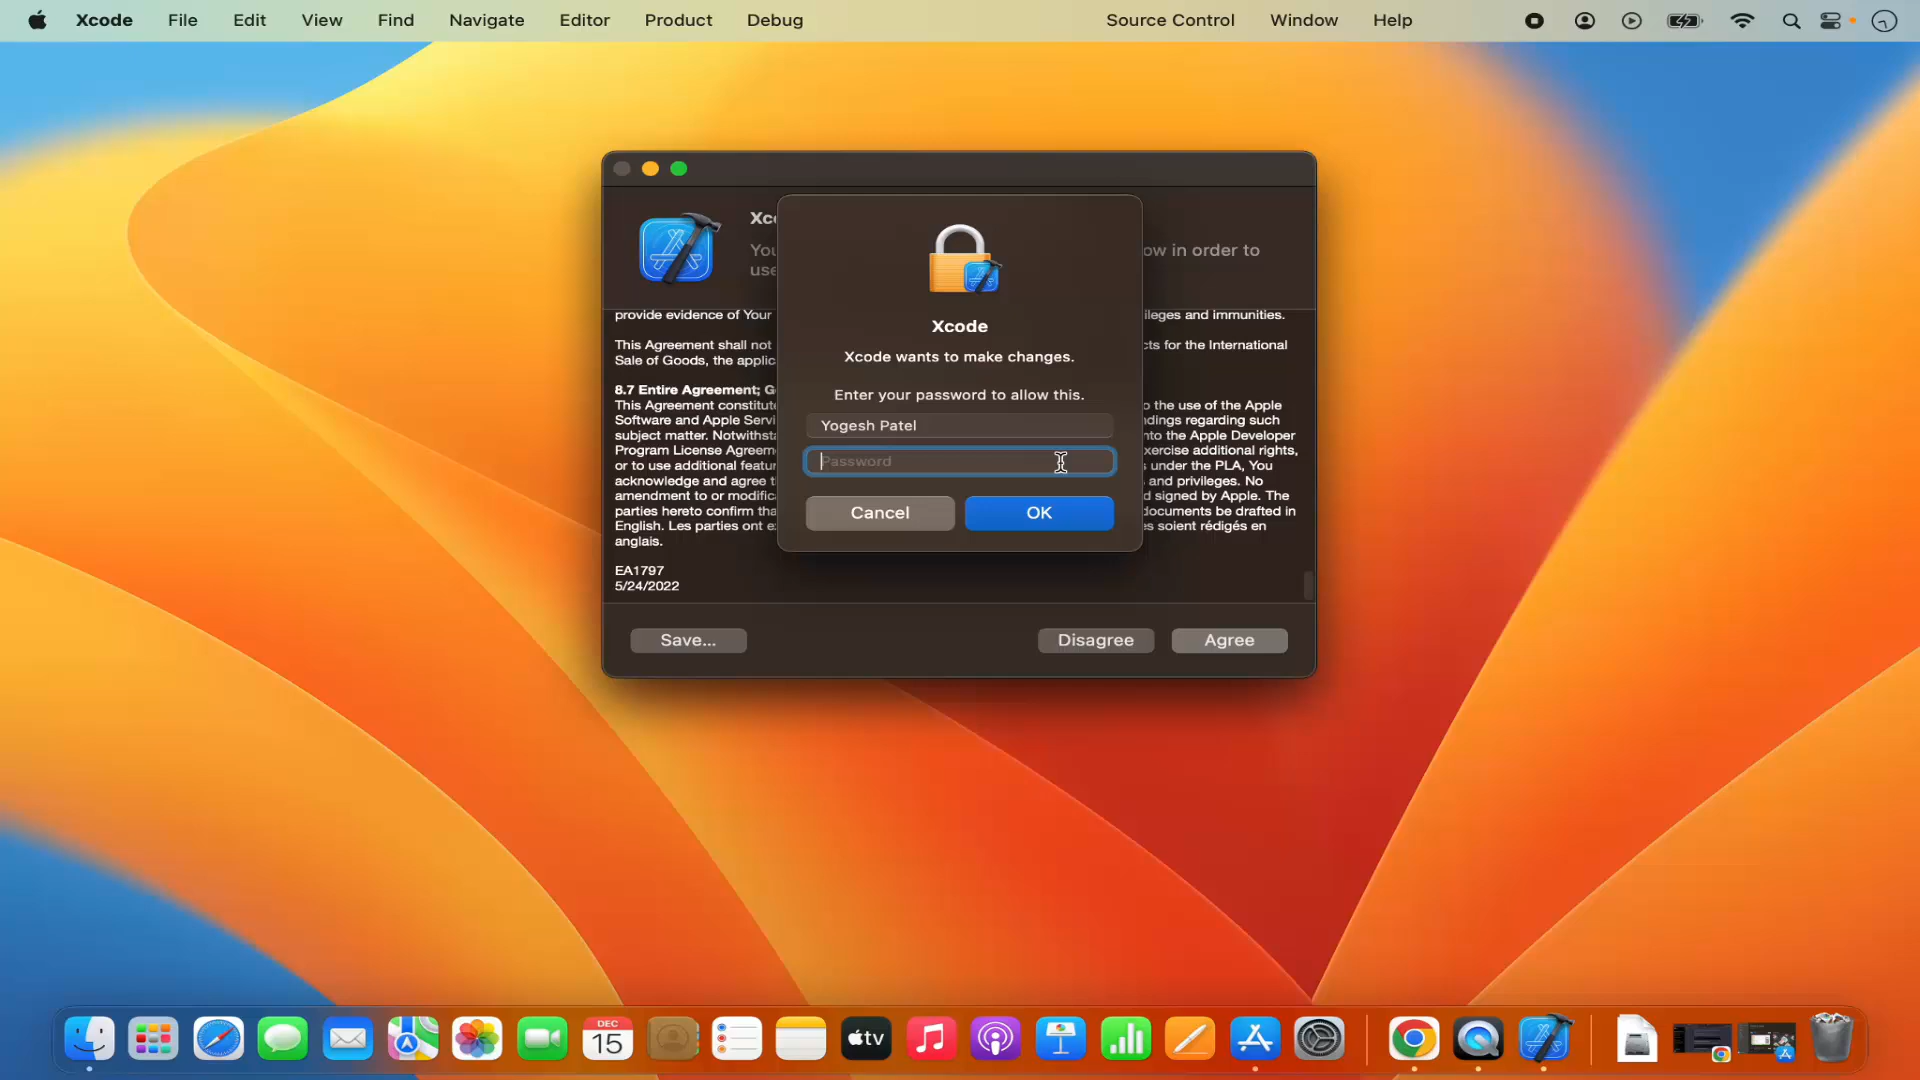 Xcode File Edit View Find Navigate Editor Product Debug Source Control Window Help
Xc
You ow in order to
use
provide evidence of Your ileges and immunities.
This Agreement shall not cts for the International
Sale of Goods, the applic
8.7 Entire Agreement; G
This Agreement constitute o the use of the Apple
Software and Apple Servi ndings regarding such
subject matter. Notwithsta nto the Apple Developer
Program License Agreem exercise additional rights,
or to use additional featur under the PLA, You
acknowledge and agree t and privileges. No
amendment to or modific d signed by Apple. The
parties hereto confirm tha documents be drafted in
English. Les parties ont e s soient rédigés en
anglais.
EA1797
5/24/2022
Save... Disagree Agree
Xcode
Xcode wants to make changes.
Enter your password to allow this.
Yogesh Patel
Password
Cancel OK
DEC
15
tv